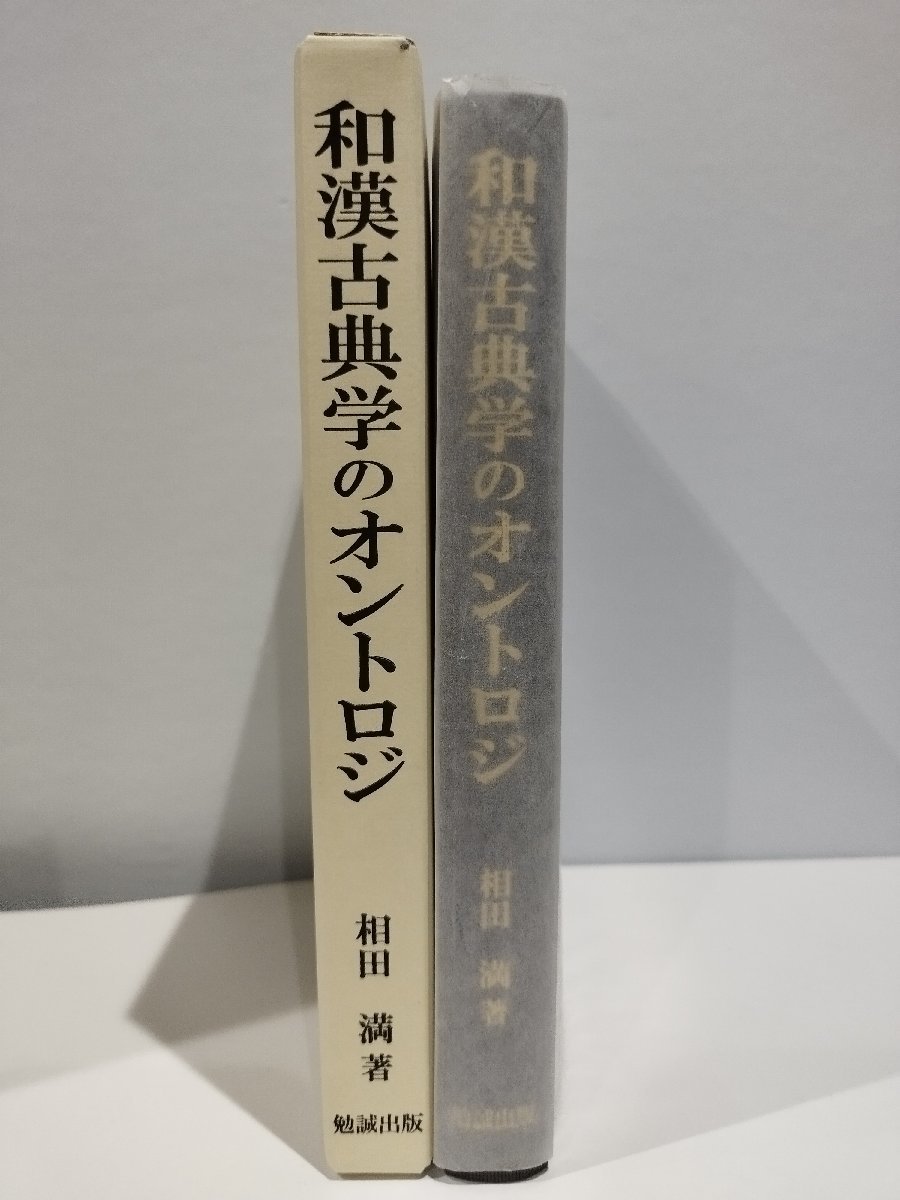 和漢古典学のオントロジ
相田 満 著
勉誠出版
和漢古典学のオントロジ
相田 満 著
勉誠出版